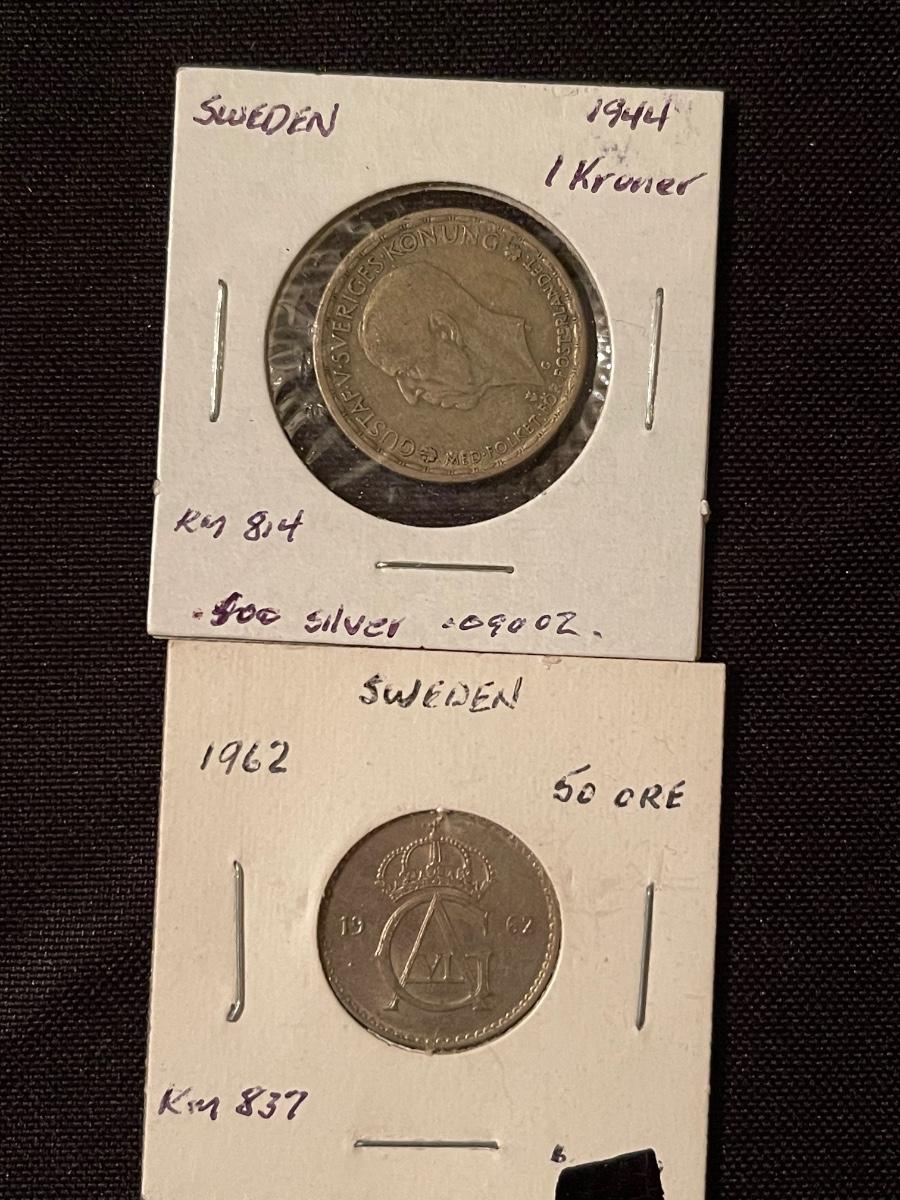 SWEDEN 1944
1 Kroner
GUSTAF·V·SVERIGES·KONUNG
MED·FOLKET·FÖR·FOSTERLANDET·
G
KM 814
.400 silver .0900Z.
SWEDEN
1962
50 ORE
19 62
G VI A
KM 837